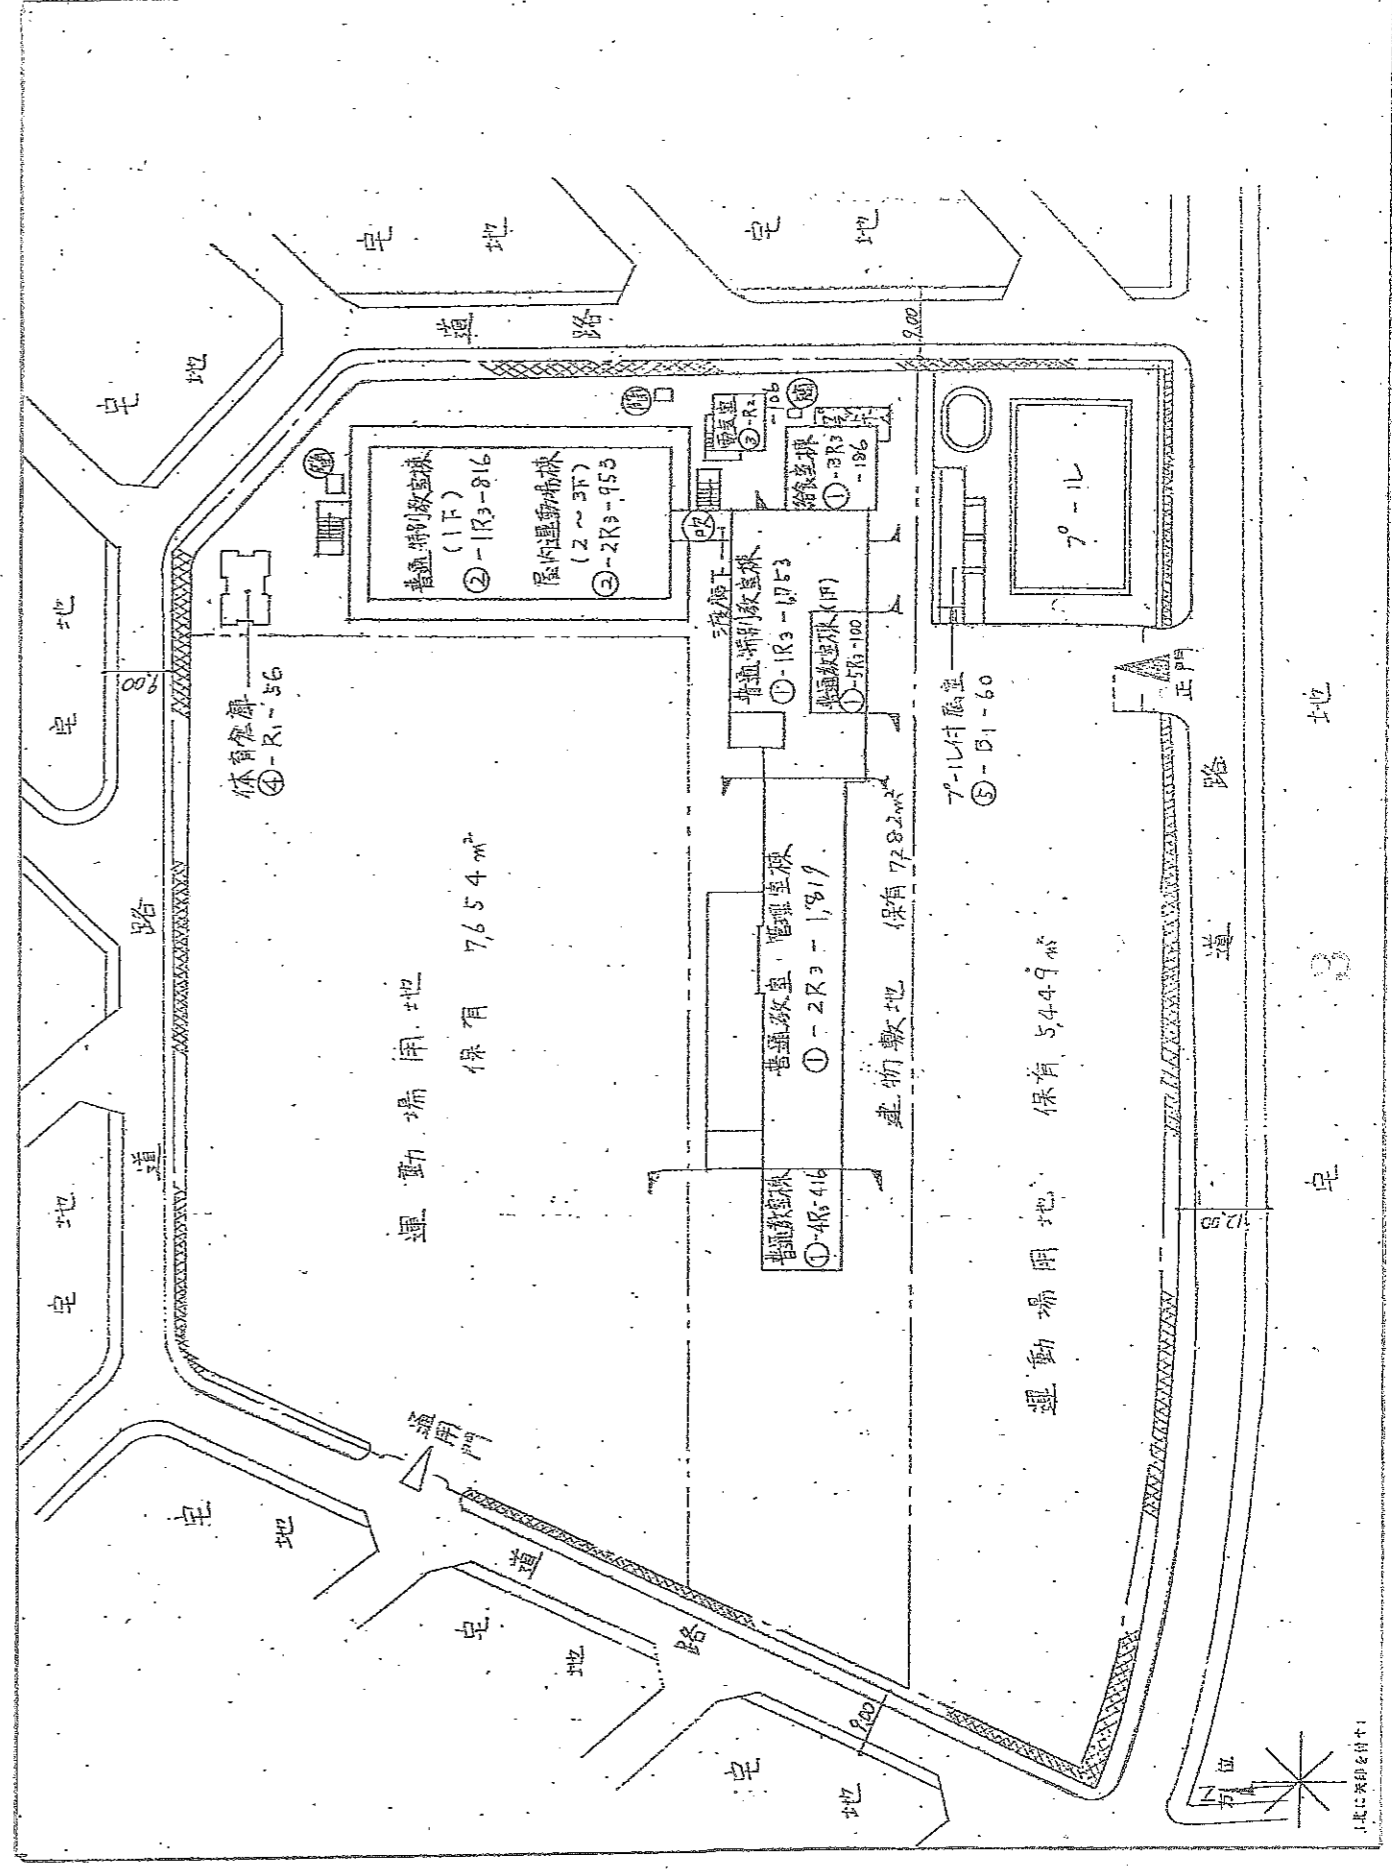 宅
地
宅
地
宅
地
宅
地
宅
地
宅
地
宅
地
宅
地
宅
地
宅
地
道
路
道
路
道
路
道
路
9.00
9.00
9.00
12.00
体育倉庫
④-R1-56
普通・特別教室棟
(1F)
②-1R3-816
屋内運動場棟
(2～3F)
②-2R3-953
電気室
③-R2
-106
給食室棟
①-3R3
-186
渡廊下
普通・特別教室棟
①-1R3-1,753
普通教室棟(1F)
①-5R3-100
普通教室・管理室棟
①-2R3-1,819
普通教室棟
①-4R3-416
運動場用地
保有 7,654㎡
建物敷地 保有 7,282㎡
運動場用地 保有 5,449㎡
プール
プール付属室
⑤-B1-60
正門
通用門
方位
N